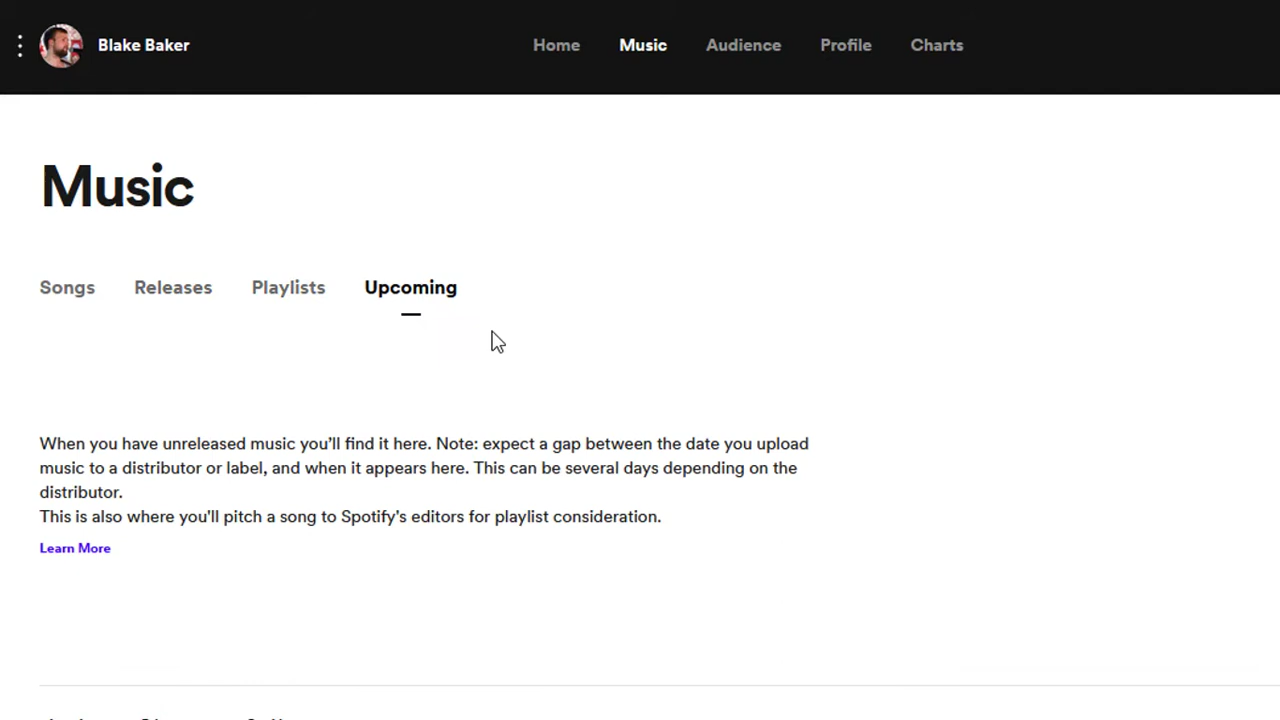 Blake Baker
Home Music Audience Profile Charts
Music
Songs Releases Playlists Upcoming
When you have unreleased music you'll find it here. Note: expect a gap between the date you upload
music to a distributor or label, and when it appears here. This can be several days depending on the
distributor.
This is also where you'll pitch a song to Spotify's editors for playlist consideration.
Learn More